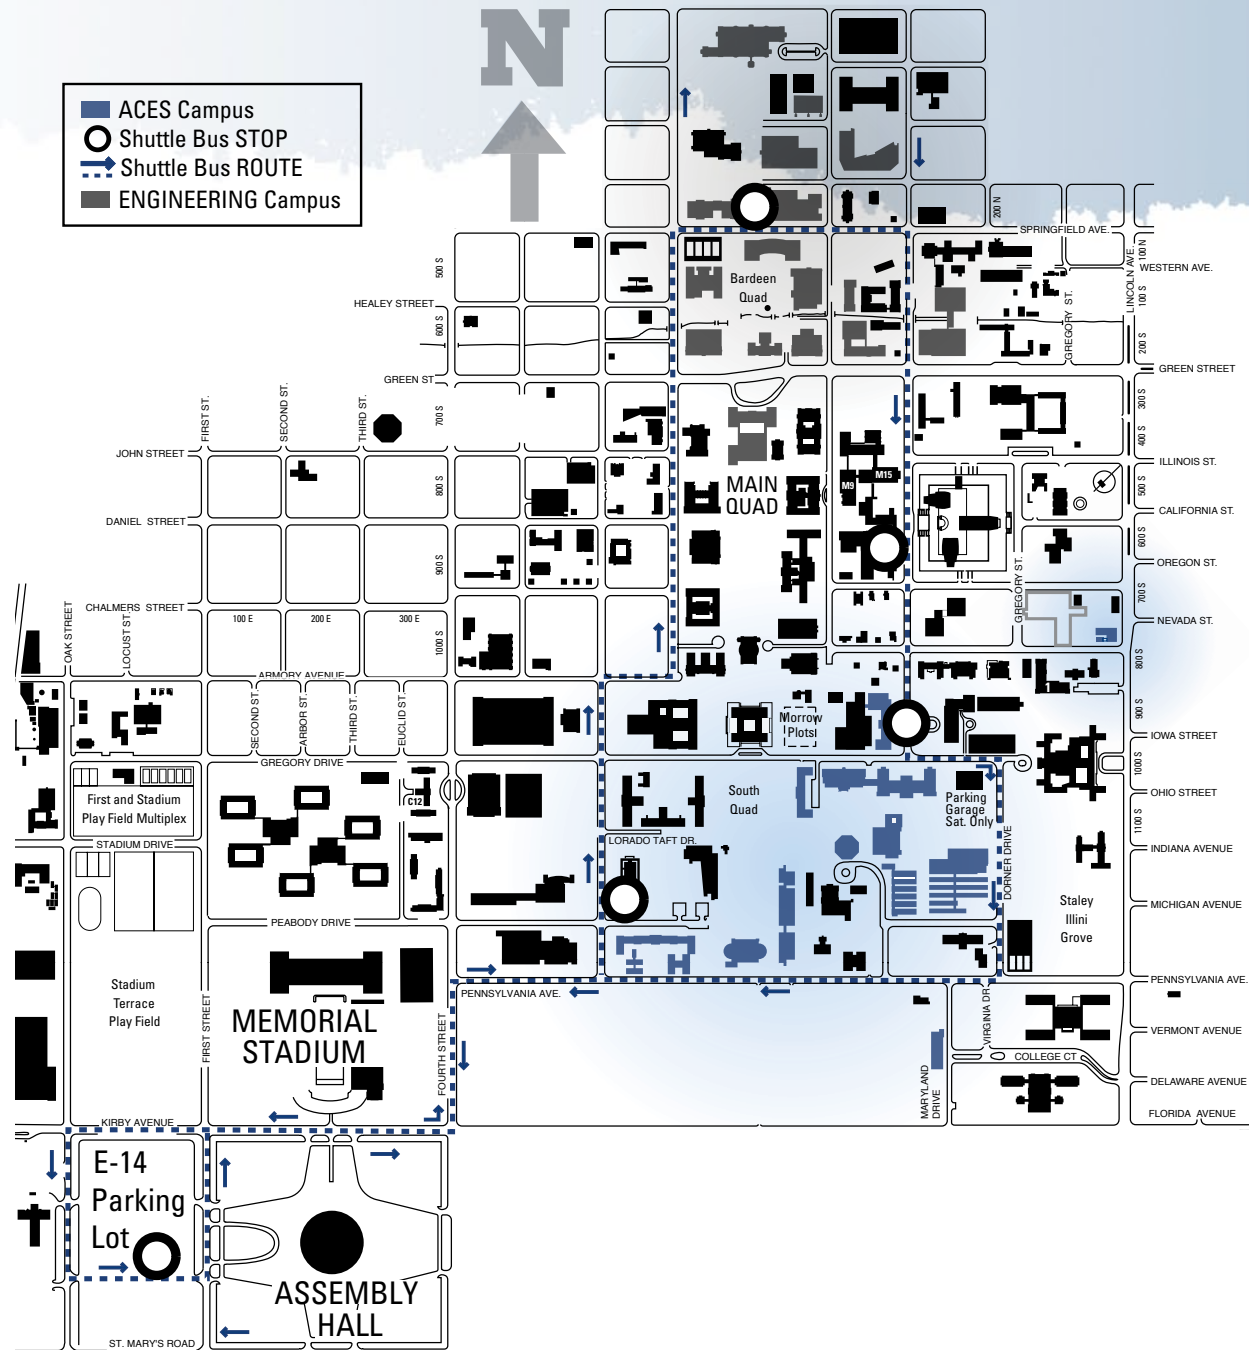 N
ACES Campus
Shuttle Bus STOP
Shuttle Bus ROUTE
ENGINEERING Campus
200 N
SPRINGFIELD AVE.
LINCOLN AVE.
100 N
WESTERN AVE.
Bardeen
Quad
500 S
HEALEY STREET
600 S
GREGORY ST.
100 S
200 S
GREEN STREET
GREEN ST.
FIRST ST.
SECOND ST.
THIRD ST.
700 S
300 S
400 S
JOHN STREET
ILLINOIS ST.
MAIN
QUAD
M9
M15
L
800 S
500 S
CALIFORNIA ST.
DANIEL STREET
900 S
600 S
OREGON ST.
GREGORY ST.
700 S
CHALMERS STREET
OAK STREET
LOCUST ST.
100 E
200 E
300 E
1000 S
NEVADA ST.
800 S
ARMORY AVENUE
SECOND ST.
ARBOR ST.
THIRD ST.
EUCLID ST.
Morrow
Plots
900 S
IOWA STREET
GREGORY DRIVE
1000 S
First and Stadium
Play Field Multiplex
C12
South
Quad
Parking
Garage
Sat. Only
OHIO STREET
1100 S
STADIUM DRIVE
LORADO TAFT DR.
DORNER DRIVE
INDIANA AVENUE
MICHIGAN AVENUE
Staley
Illini
Grove
PEABODY DRIVE
Stadium
Terrace
Play Field
FIRST STREET
MEMORIAL
STADIUM
FOURTH STREET
PENNSYLVANIA AVE.
PENNSYLVANIA AVE.
VIRGINIA DR.
VERMONT AVENUE
COLLEGE CT
MARYLAND
DRIVE
DELAWARE AVENUE
FLORIDA AVENUE
KIRBY AVENUE
E-14
Parking
Lot
ASSEMBLY
HALL
ST. MARY'S ROAD